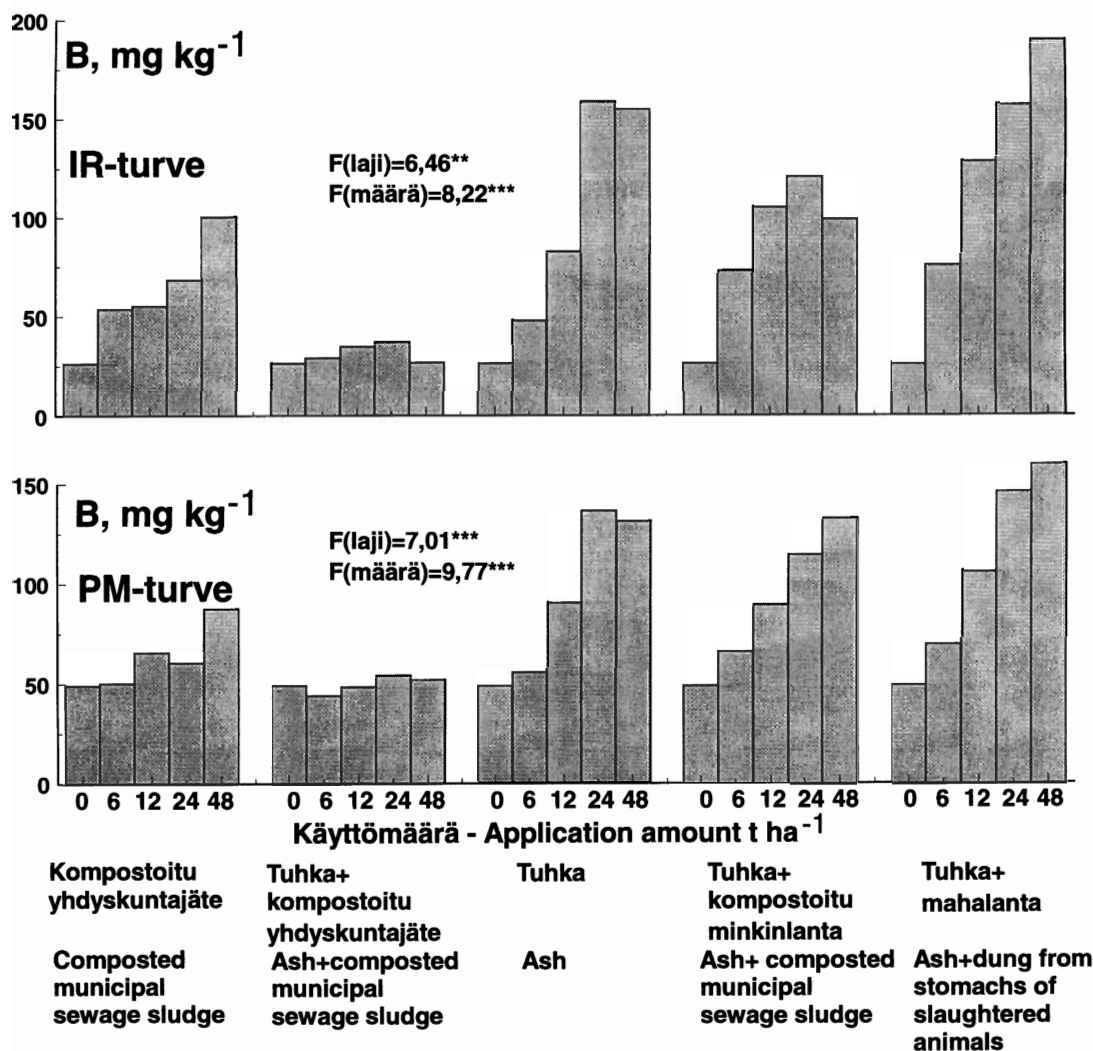 200
B, mg kg-1
150
IR-turve
F(laji)=6,46**
F(määrä)=8,22***
100
50
0
150
B, mg kg-1
F(laji)=7,01***
F(määrä)=9,77***
100
PM-turve
50
0
0 6 12 24 48 0 6 12 24 48 0 6 12 24 48 0 6 12 24 48 0 6 12 24 48
Käyttömäärä - Application amount t ha-1
Kompostoitu
yhdyskuntajäte
Tuhka+
kompostoitu
yhdyskuntajäte
Tuhka
Tuhka+
kompostoitu
minkinlanta
Tuhka+
mahalanta
Composted
municipal
sewage sludge
Ash+composted
municipal
sewage sludge
Ash
Ash+ composted
municipal
sewage sludge
Ash+dung from
stomachs of
slaughtered
animals